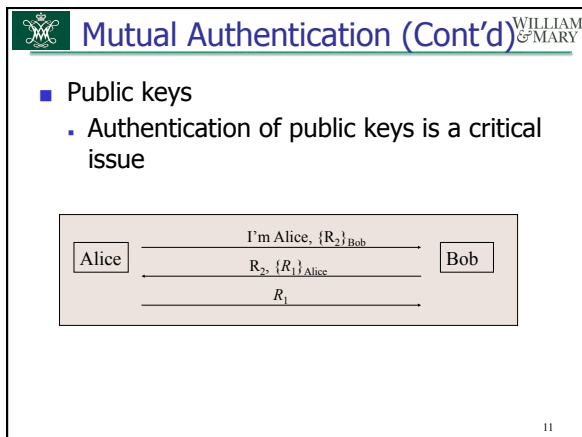 Mutual Authentication (Cont'd)
WILLIAM
& MARY
■ Public keys
▪ Authentication of public keys is a critical
issue
I'm Alice, {R₂}Bob
Alice
Bob
R₂, {R₁}Alice
R₁
11